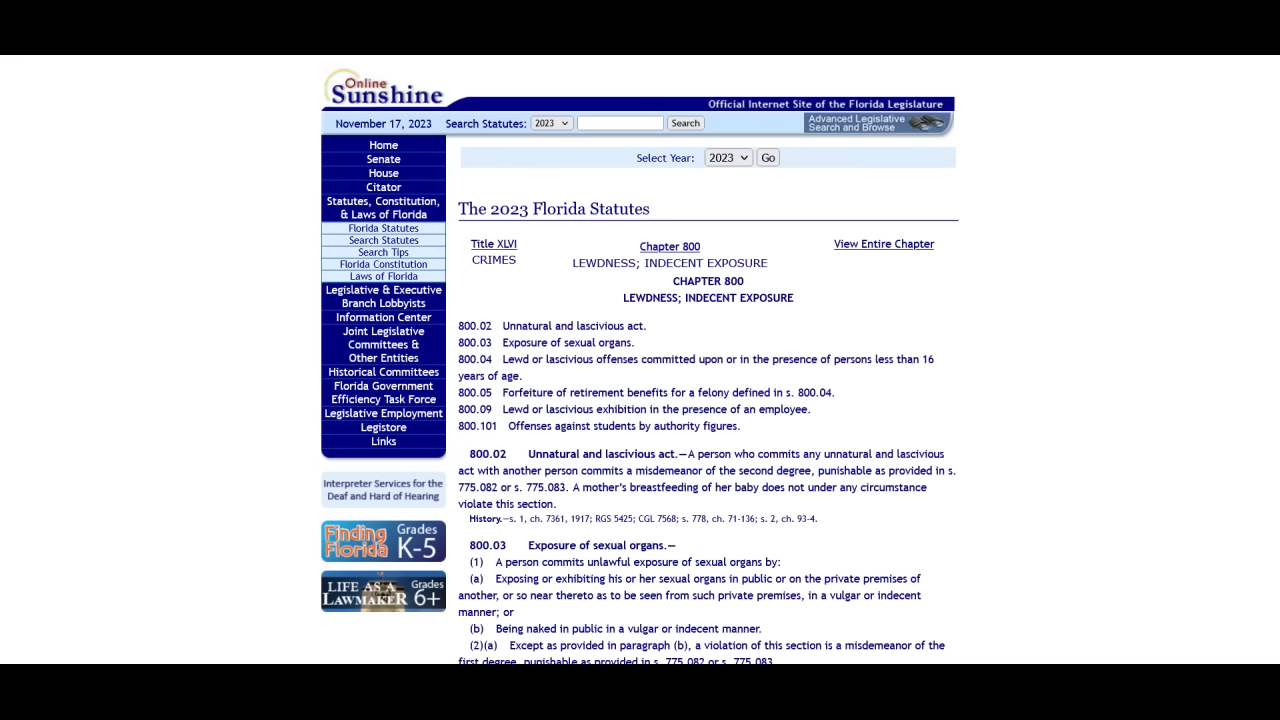 Online
Sunshine
Official Internet Site of the Florida Legislature
November 17, 2023 Search Statutes: 2023 Search
Advanced Legislative
Search and Browse
Home
Senate
House
Citator
Statutes, Constitution,
& Laws of Florida
Florida Statutes
Search Statutes
Search Tips
Florida Constitution
Laws of Florida
Legislative & Executive
Branch Lobbyists
Information Center
Joint Legislative
Committees &
Other Entities
Historical Committees
Florida Government
Efficiency Task Force
Legislative Employment
Legistore
Links
Interpreter Services for the
Deaf and Hard of Hearing
Finding
Florida
Grades
K-5
LIFE AS A
LAWMAKER
Grades
6+
Select Year: 2023 Go
The 2023 Florida Statutes
Title XLVI
CRIMES
Chapter 800
LEWDNESS; INDECENT EXPOSURE
View Entire Chapter
CHAPTER 800
LEWDNESS; INDECENT EXPOSURE
800.02 Unnatural and lascivious act.
800.03 Exposure of sexual organs.
800.04 Lewd or lascivious offenses committed upon or in the presence of persons less than 16
years of age.
800.05 Forfeiture of retirement benefits for a felony defined in s. 800.04.
800.09 Lewd or lascivious exhibition in the presence of an employee.
800.101 Offenses against students by authority figures.
800.02 Unnatural and lascivious act.—A person who commits any unnatural and lascivious
act with another person commits a misdemeanor of the second degree, punishable as provided in s.
775.082 or s. 775.083. A mother’s breastfeeding of her baby does not under any circumstance
violate this section.
History.—s. 1, ch. 7361, 1917; RGS 5425; CGL 7568; s. 778, ch. 71-136; s. 2, ch. 93-4.
800.03 Exposure of sexual organs.—
(1) A person commits unlawful exposure of sexual organs by:
(a) Exposing or exhibiting his or her sexual organs in public or on the private premises of
another, or so near thereto as to be seen from such private premises, in a vulgar or indecent
manner; or
(b) Being naked in public in a vulgar or indecent manner.
(2)(a) Except as provided in paragraph (b), a violation of this section is a misdemeanor of the
first degree, punishable as provided in s. 775.082 or s. 775.083.